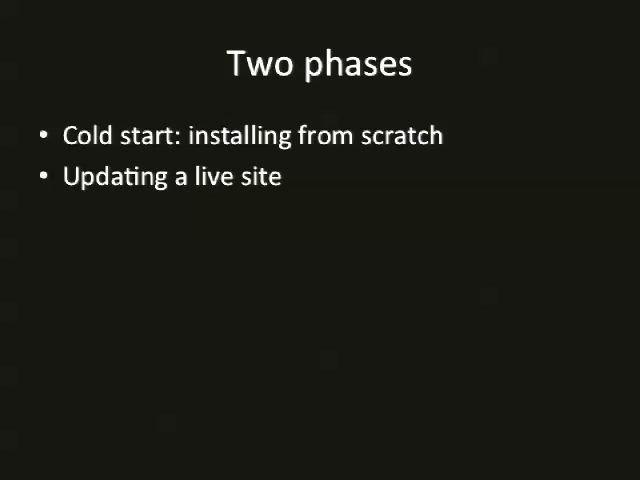 Two phases
• Cold start: installing from scratch
• Updating a live site